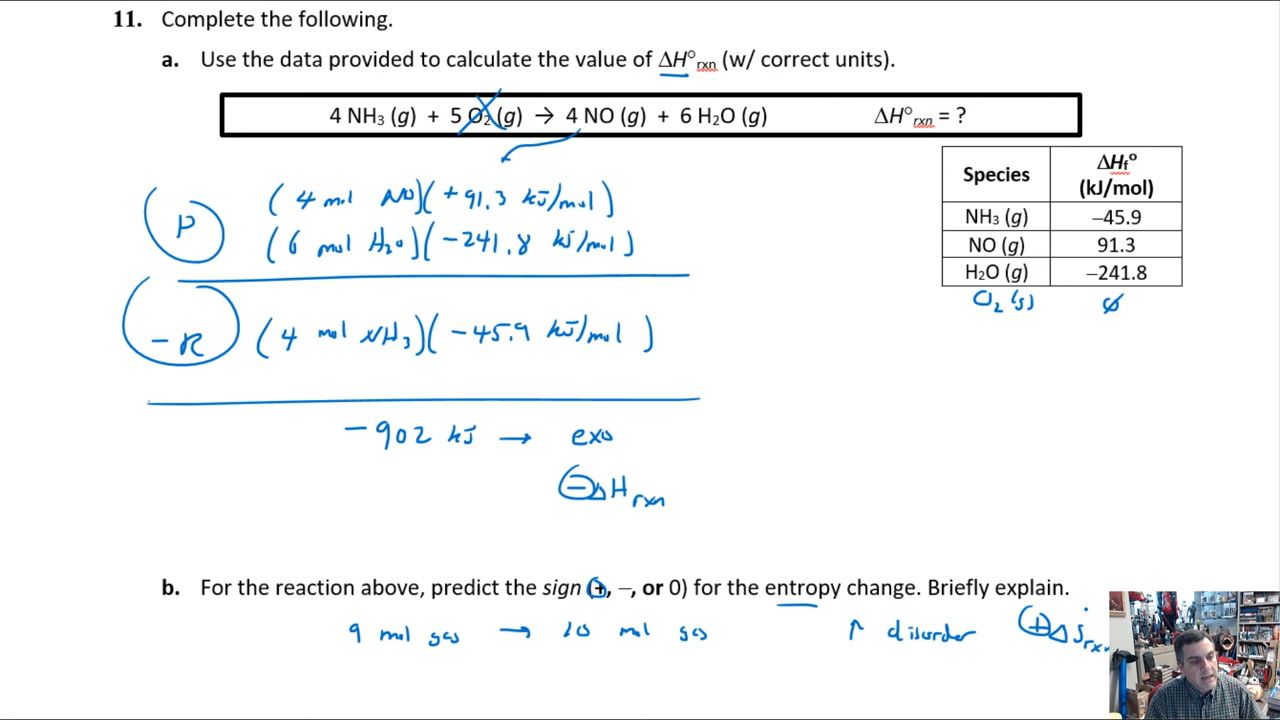 11. Complete the following.
a. Use the data provided to calculate the value of ΔH°rxn (w/ correct units).
4 NH₃ (g) + 5 O₂ (g) → 4 NO (g) + 6 H₂O (g) ΔH°rxn = ?
Species ΔHf° (kJ/mol)
NH₃ (g) –45.9
NO (g) 91.3
H₂O (g) –241.8
O₂ (g) ∅
P (4 mol NO)(+91.3 kJ/mol)
(6 mol H₂O)(-241.8 kJ/mol)
-R (4 mol NH₃)(-45.9 kJ/mol)
-902 kJ → exo
⊖ΔHrxn
b. For the reaction above, predict the sign (+, –, or 0) for the entropy change. Briefly explain.
9 mol gas → 10 mol gas ↑ disorder ⊕ΔSrxn